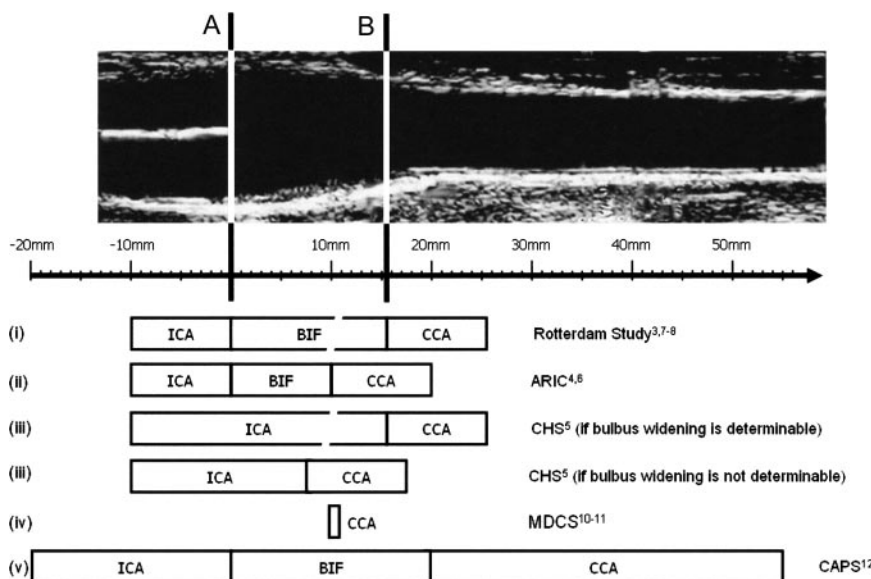 A B
-20mm -10mm 10mm 20mm 30mm 40mm 50mm
(i) ICA BIF CCA Rotterdam Study3,7-8
(ii) ICA BIF CCA ARIC4,6
(iii) ICA CCA CHS5 (if bulbus widening is determinable)
(iii) ICA CCA CHS5 (if bulbus widening is not determinable)
(iv) CCA MDCS10-11
(v) ICA BIF CCA CAPS12